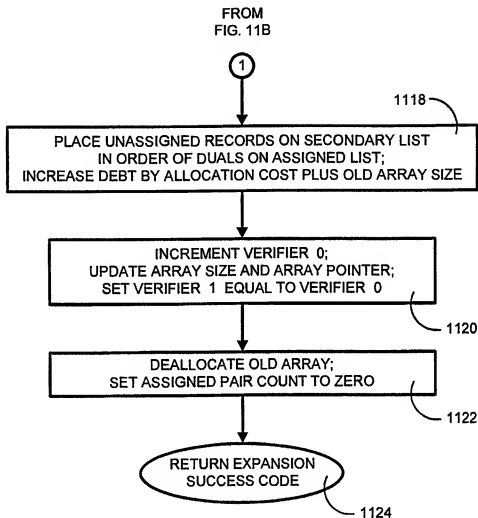 FROM
FIG. 11B
1
1118
PLACE UNASSIGNED RECORDS ON SECONDARY LIST
IN ORDER OF DUALS ON ASSIGNED LIST;
INCREASE DEBT BY ALLOCATION COST PLUS OLD ARRAY SIZE
INCREMENT VERIFIER 0;
UPDATE ARRAY SIZE AND ARRAY POINTER;
SET VERIFIER 1 EQUAL TO VERIFIER 0
1120
DEALLOCATE OLD ARRAY;
SET ASSIGNED PAIR COUNT TO ZERO
1122
RETURN EXPANSION
SUCCESS CODE
1124